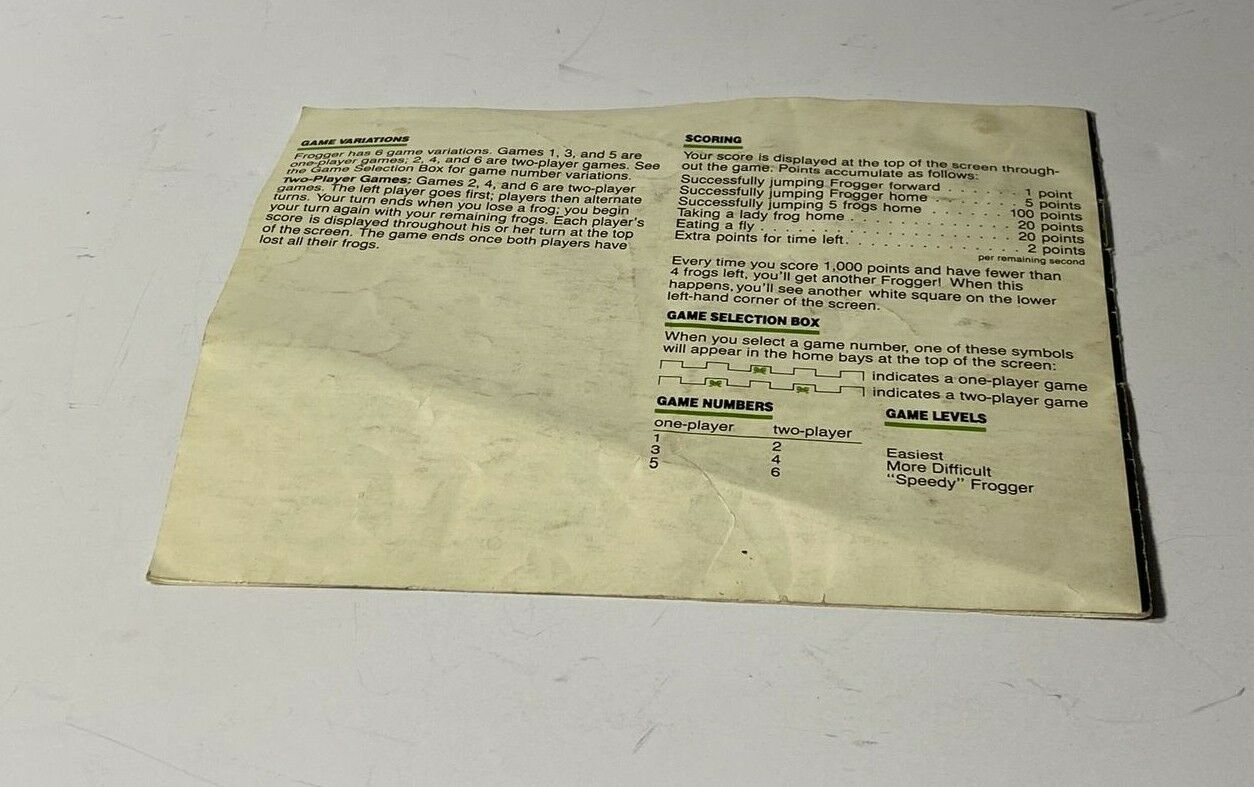 GAME VARIATIONS
Frogger has 6 game variations. Games 1, 3, and 5 are
one-player games; 2, 4, and 6 are two-player games. See
the Game Selection Box for game number variations.
Two-Player Games: Games 2, 4, and 6 are two-player
games. The left player goes first; players then alternate
turns. Your turn ends when you lose a frog; you begin
your turn again with your remaining frogs. Each player's
score is displayed throughout his or her turn at the top
of the screen. The game ends once both players have
lost all their frogs.
SCORING
Your score is displayed at the top of the screen through-
out the game. Points accumulate as follows:
Successfully jumping Frogger forward . . . . . . . 1 point
Successfully jumping Frogger home . . . . . . . . 5 points
Successfully jumping 5 frogs home . . . . . . . 100 points
Taking a lady frog home . . . . . . . . . . . . . 20 points
Eating a fly . . . . . . . . . . . . . . . . . . . . 20 points
Extra points for time left. . . . . . . . . . . . . . 2 points
per remaining second
Every time you score 1,000 points and have fewer than
4 frogs left, you'll get another Frogger! When this
happens, you'll see another white square on the lower
left-hand corner of the screen.
GAME SELECTION BOX
When you select a game number, one of these symbols
will appear in the home bays at the top of the screen:
indicates a one-player game
indicates a two-player game
GAME NUMBERS GAME LEVELS
one-player two-player
1 2 Easiest
3 4 More Difficult
5 6 "Speedy" Frogger